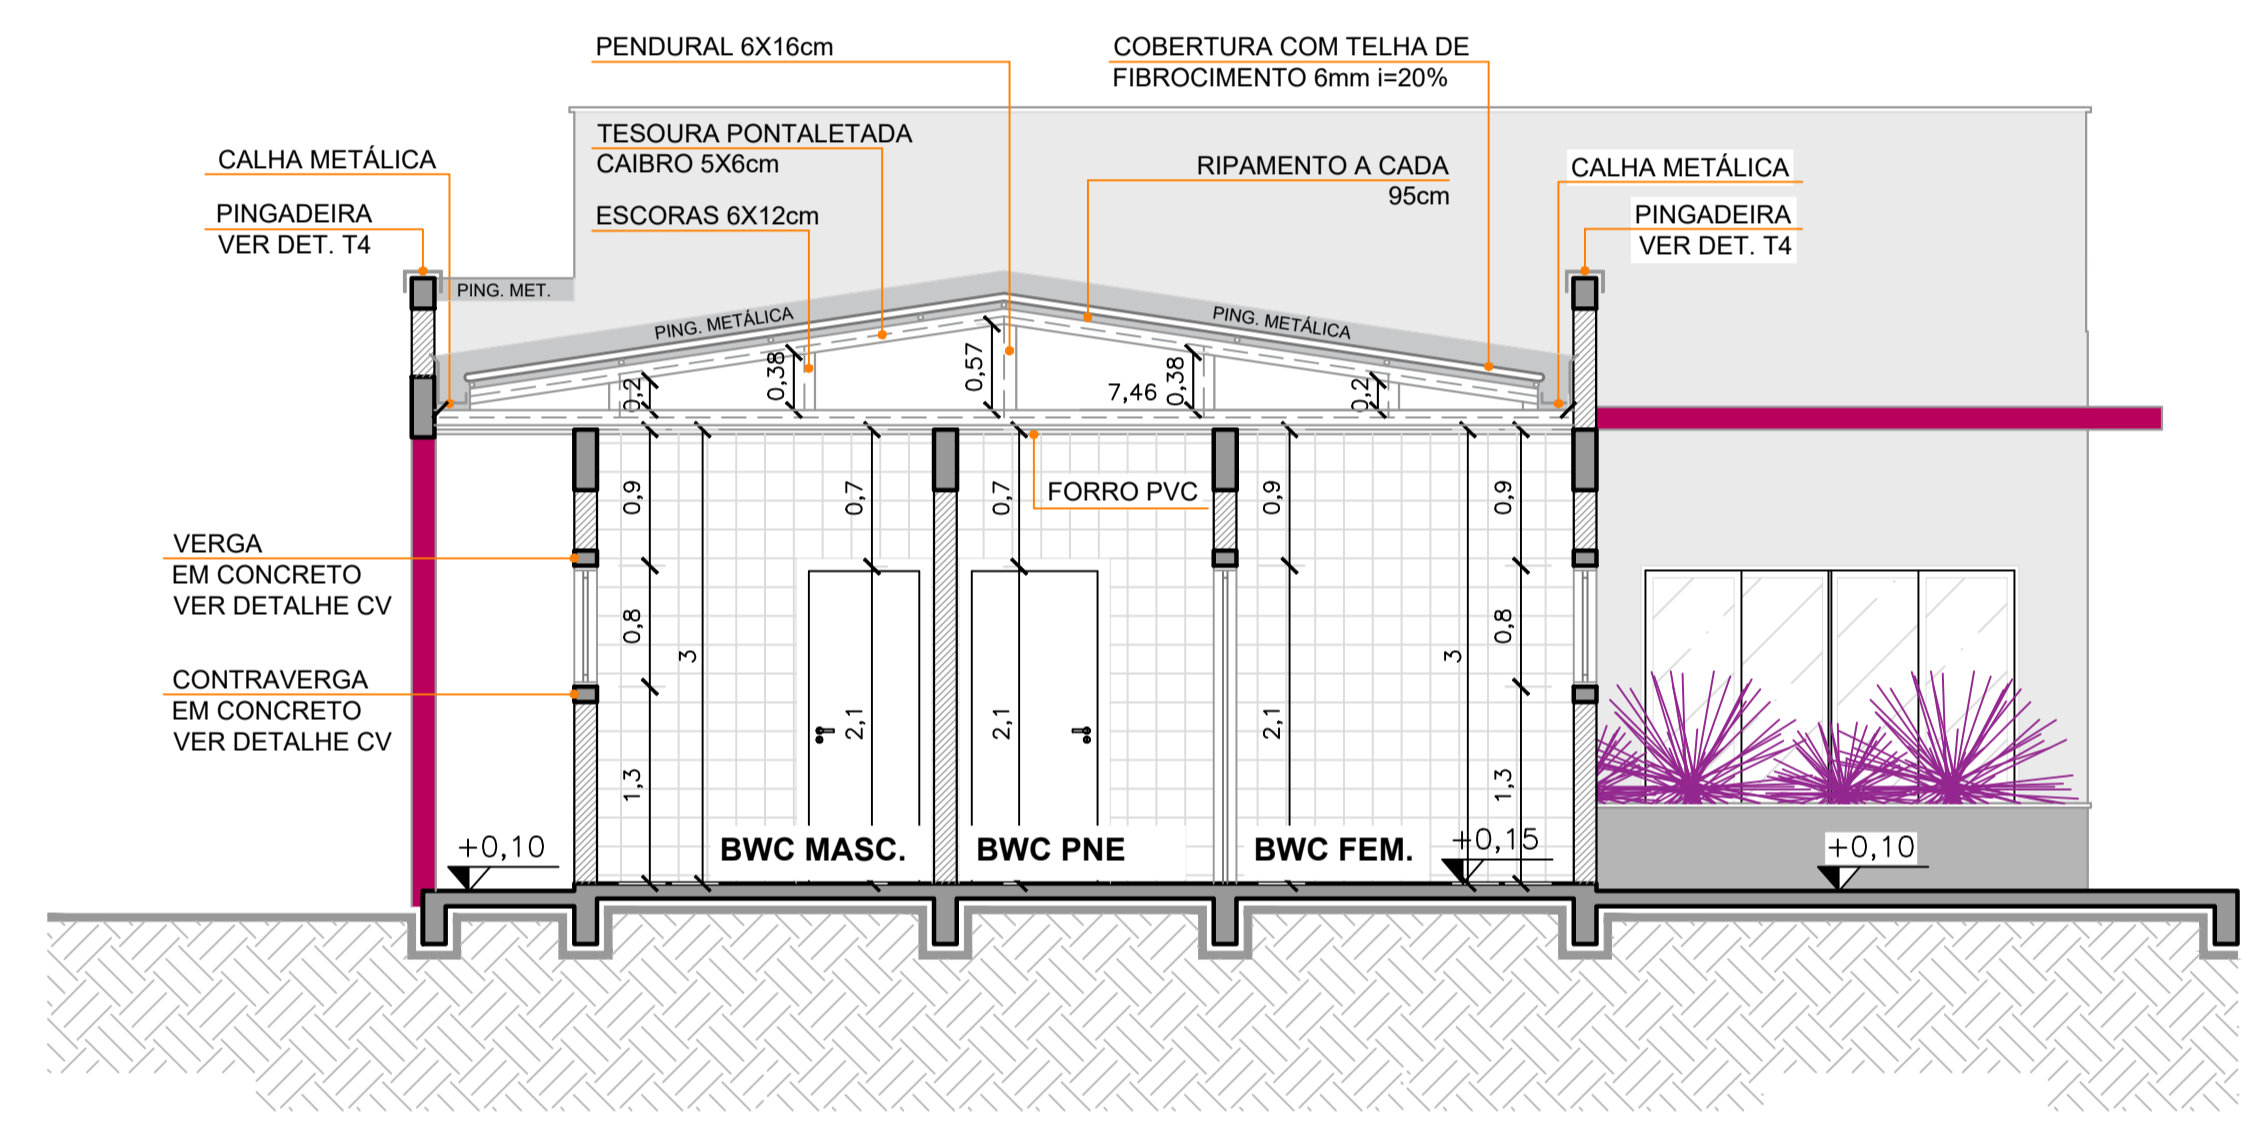 PENDURAL 6X16cm
COBERTURA COM TELHA DE
FIBROCIMENTO 6mm i=20%
TESOURA PONTALETADA
CAIBRO 5X6cm
CALHA METÁLICA
RIPAMENTO A CADA
95cm
CALHA METÁLICA
PINGADEIRA
VER DET. T4
ESCORAS 6X12cm
PINGADEIRA
VER DET. T4
PING. MET.
PING. METÁLICA
PING. METÁLICA
0,2
0,38
0,57
7,46
0,38
0,2
0,9
0,7
0,7
FORRO PVC
0,9
0,9
VERGA
EM CONCRETO
VER DETALHE CV
0,8
3
3
0,8
CONTRAVERGA
EM CONCRETO
VER DETALHE CV
1,3
2,1
2,1
2,1
1,3
+0,10
BWC MASC.
BWC PNE
BWC FEM.
+0,15
+0,10